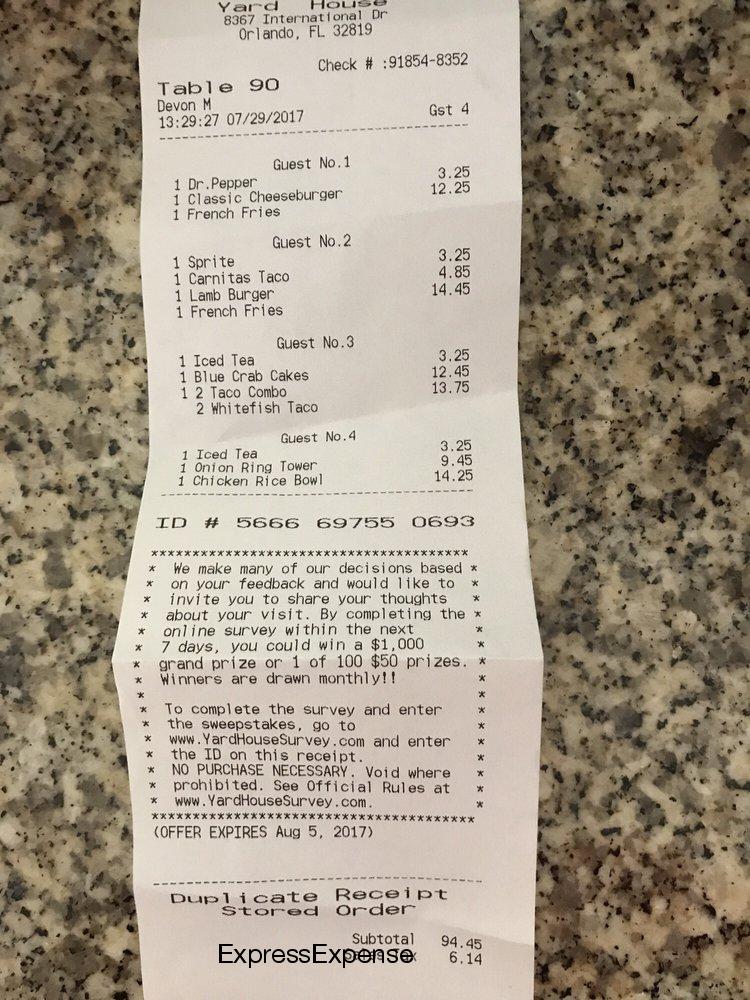 Yard House
8367 International Dr
Orlando, FL 32819
Check # :91854-8352
Table 90
Devon M
13:29:27 07/29/2017 Gst 4
Guest No.1
1 Dr.Pepper 3.25
1 Classic Cheeseburger 12.25
1 French Fries
Guest No.2
1 Sprite 3.25
1 Carnitas Taco 4.85
1 Lamb Burger 14.45
1 French Fries
Guest No.3
1 Iced Tea 3.25
1 Blue Crab Cakes 12.45
1 2 Taco Combo 13.75
2 Whitefish Taco
Guest No.4
1 Iced Tea 3.25
1 Onion Ring Tower 9.45
1 Chicken Rice Bowl 14.25
ID # 5666 69755 0693
***************************************
* We make many of our decisions based *
* on your feedback and would like to *
* invite you to share your thoughts *
* about your visit. By completing the *
* online survey within the next *
* 7 days, you could win a $1,000 *
* grand prize or 1 of 100 $50 prizes. *
* Winners are drawn monthly!! *
* *
* To complete the survey and enter *
* the sweepstakes, go to *
* www.YardHouseSurvey.com and enter *
* the ID on this receipt. *
* NO PURCHASE NECESSARY. Void where *
* prohibited. See Official Rules at *
* www.YardHouseSurvey.com. *
***************************************
(OFFER EXPIRES Aug 5, 2017)
Duplicate Receipt
Stored Order
Subtotal 94.45
6.14
ExpressExpense